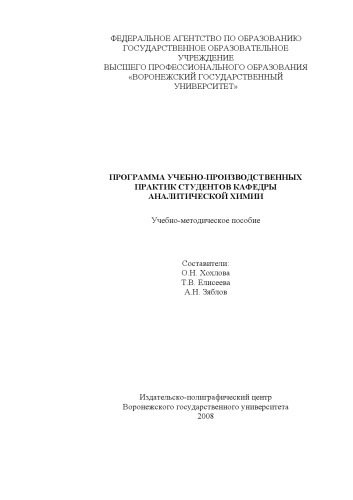 ФЕДЕРАЛЬНОЕ АГЕНТСТВО ПО ОБРАЗОВАНИЮ
ГОСУДАРСТВЕННОЕ ОБРАЗОВАТЕЛЬНОЕ
УЧРЕЖДЕНИЕ
ВЫСШЕГО ПРОФЕССИОНАЛЬНОГО ОБРАЗОВАНИЯ
«ВОРОНЕЖСКИЙ ГОСУДАРСТВЕННЫЙ
УНИВЕРСИТЕТ»
ПРОГРАММА УЧЕБНО-ПРОИЗВОДСТВЕННЫХ
ПРАКТИК СТУДЕНТОВ КАФЕДРЫ
АНАЛИТИЧЕСКОЙ ХИМИИ
Учебно-методическое пособие
Составители:
О.Н. Хохлова
Т.В. Елисеева
А.Н. Зяблов
Издательско-полиграфический центр
Воронежского государственного университета
2008